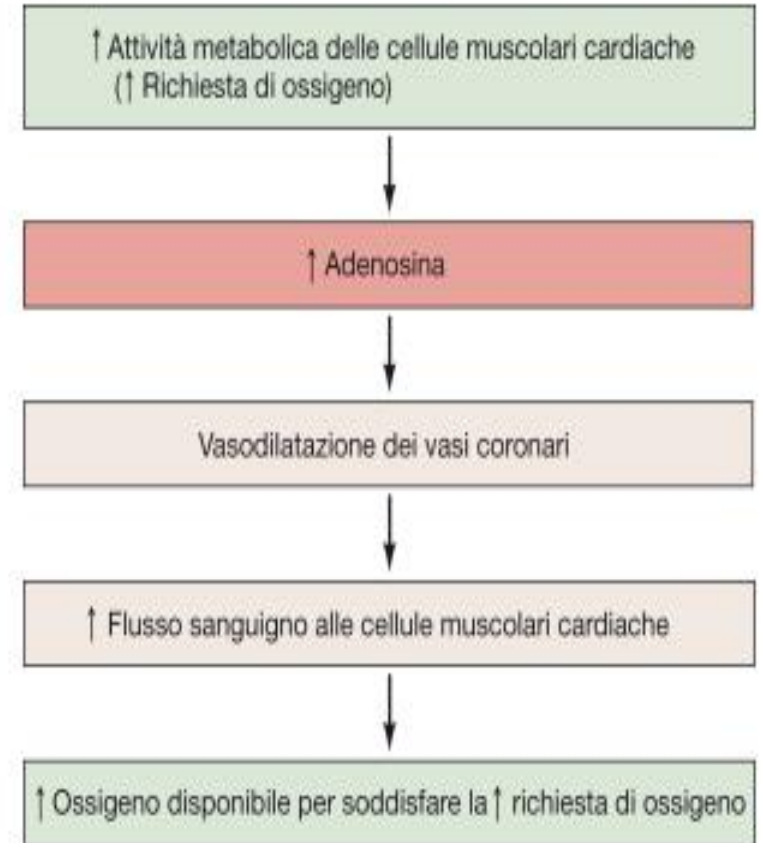 ↑ Attività metabolica delle cellule muscolari cardiache
(↑ Richiesta di ossigeno)
↑ Adenosina
Vasodilatazione dei vasi coronari
↑ Flusso sanguigno alle cellule muscolari cardiache
↑ Ossigeno disponibile per soddisfare la ↑ richiesta di ossigeno